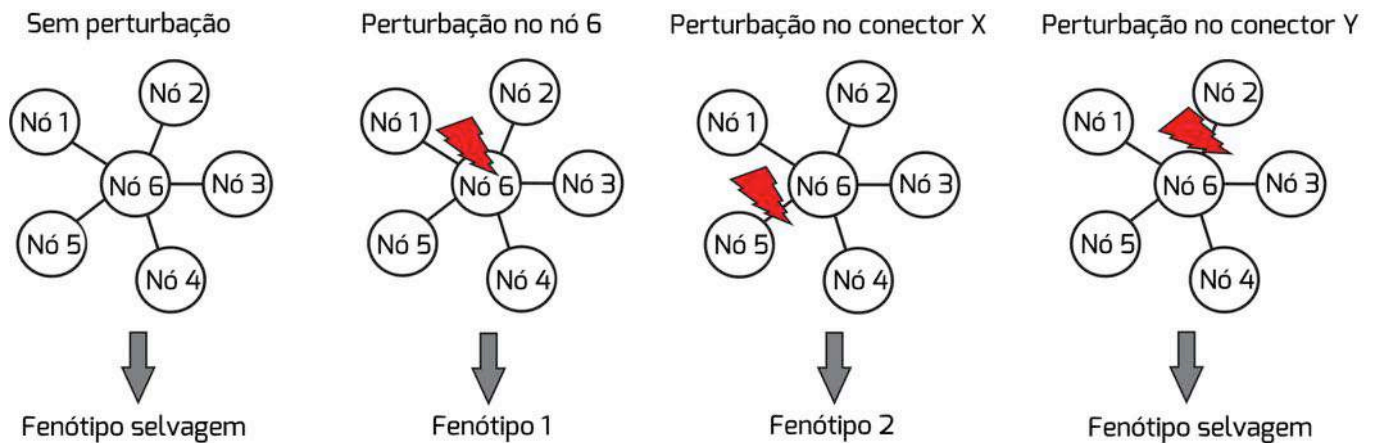 Sem perturbação
Nó 1
Nó 2
Nó 3
Nó 4
Nó 5
Nó 6
Fenótipo selvagem
Perturbação no nó 6
Nó 1
Nó 2
Nó 3
Nó 4
Nó 5
Nó 6
Fenótipo 1
Perturbação no conector X
Nó 1
Nó 2
Nó 3
Nó 4
Nó 5
Nó 6
Fenótipo 2
Perturbação no conector Y
Nó 1
Nó 2
Nó 3
Nó 4
Nó 5
Nó 6
Fenótipo selvagem